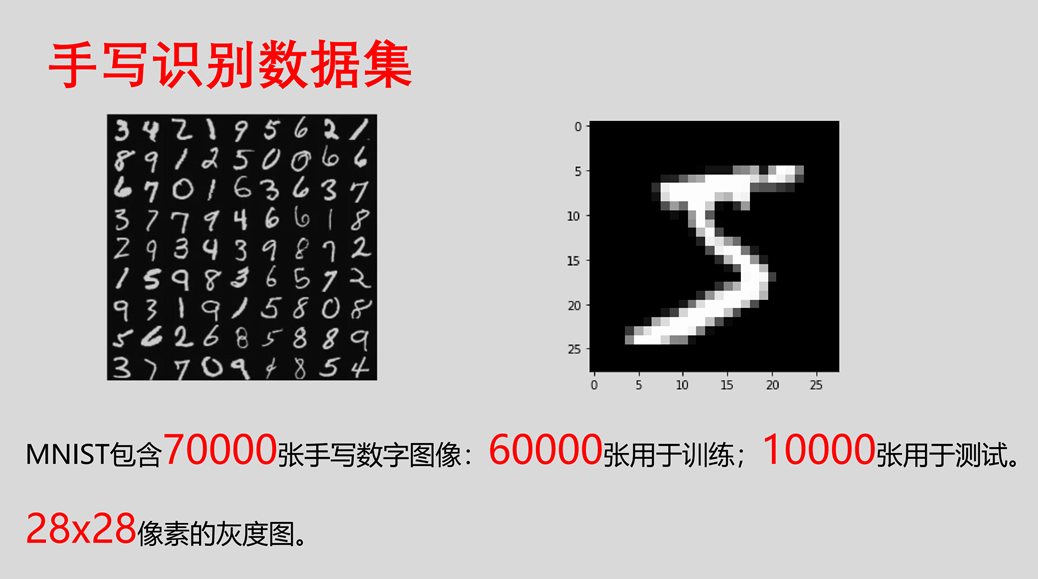 手写识别数据集
3 4 2 1 9 5 6 2 1
8 9 1 2 5 0 0 6 6
6 7 0 1 6 3 6 3 7
3 7 7 9 4 6 6 1 8
2 9 3 4 3 9 8 7 2
1 5 9 8 3 6 5 7 2
9 3 1 9 1 5 8 0 8
5 6 2 6 8 5 8 8 9
3 7 7 0 9 4 8 5 4
0
5
10
15
20
25
5
0 5 10 15 20 25
MNIST包含70000张手写数字图像：60000张用于训练；10000张用于测试。
28x28像素的灰度图。